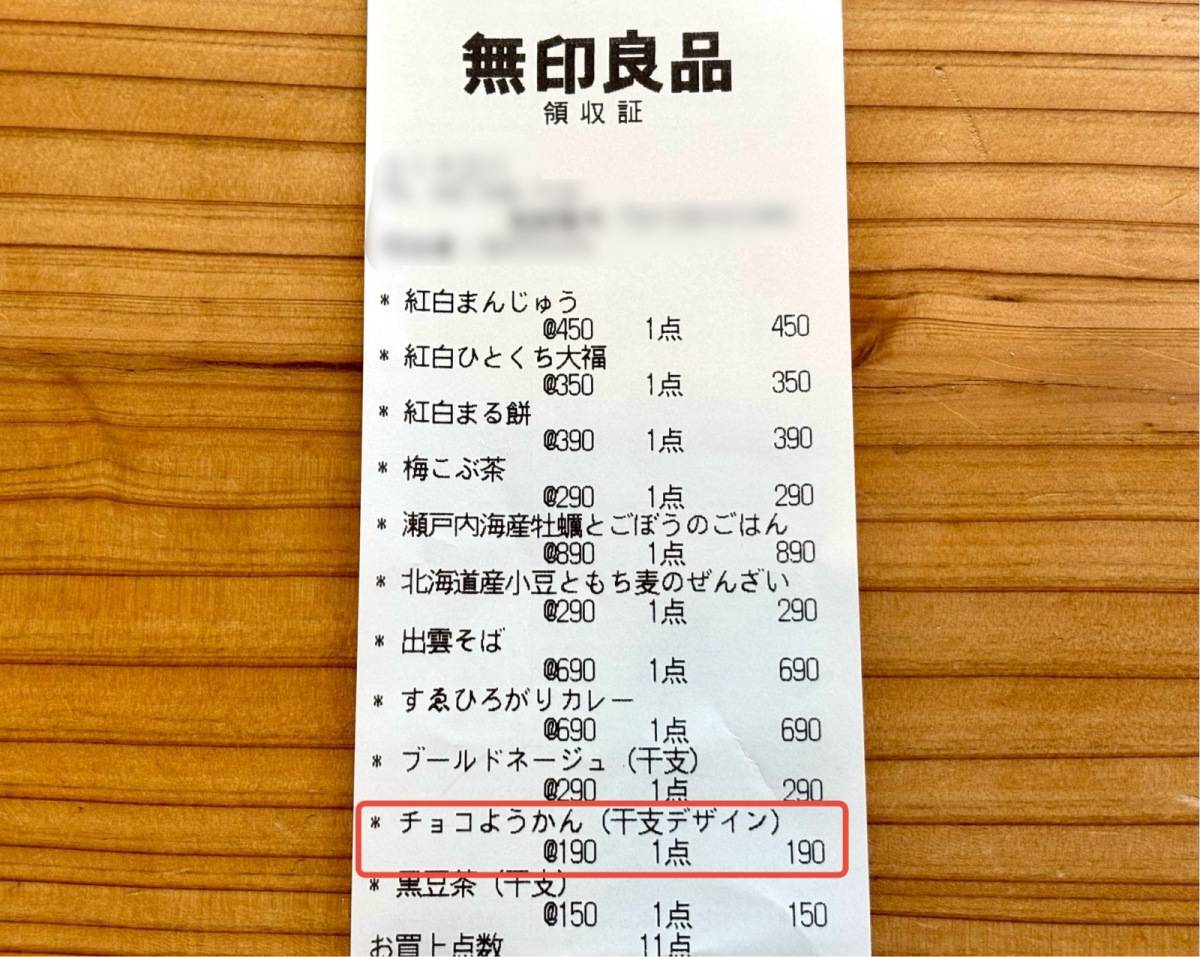 無印良品
領収証
* 紅白まんじゅう
@450 1点 450
* 紅白ひとくち大福
@350 1点 350
* 紅白まる餅
@390 1点 390
* 梅こぶ茶
@290 1点 290
* 瀬戸内海産牡蠣とごぼうのごはん
@890 1点 890
* 北海道産小豆ともち麦のぜんざい
@290 1点 290
* 出雲そば
@690 1点 690
* すゑひろがりカレー
@690 1点 690
* ブールドネージュ（干支）
@290 1点 290
* チョコようかん（干支デザイン）
@190 1点 190
* 黒豆茶（干支）
@150 1点 150
お買上点数 11点